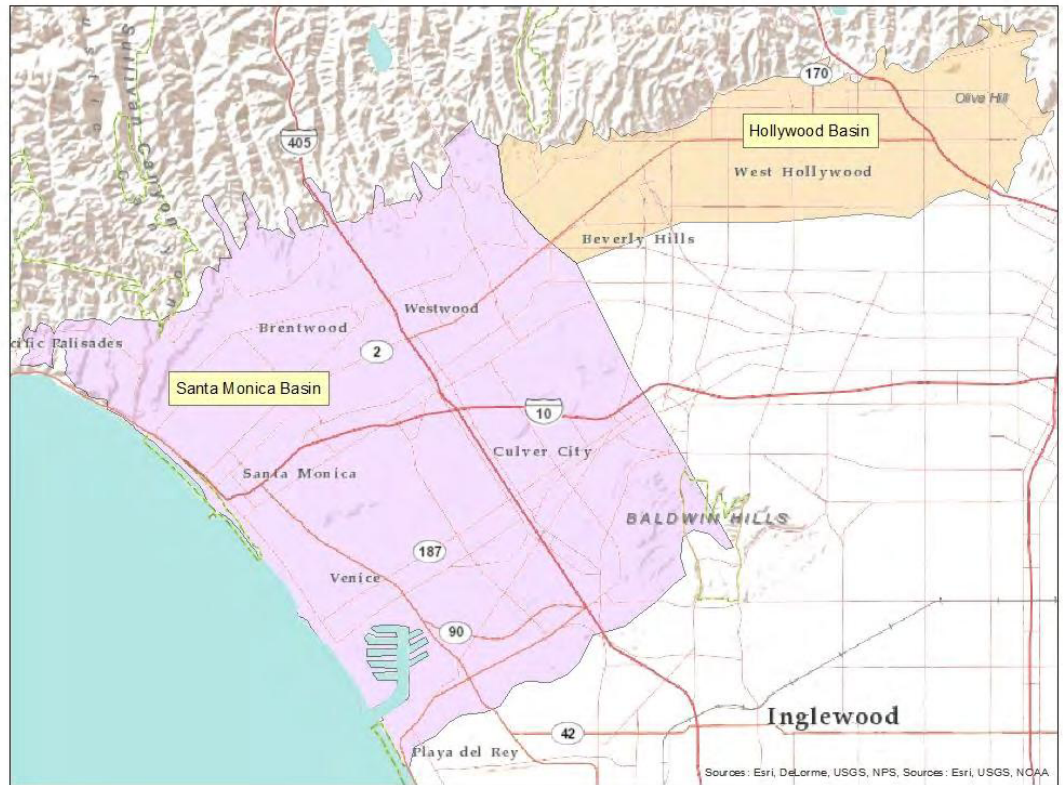 Sullivan Canyon
405
170
Olive Hill
Hollywood Basin
West Hollywood
Beverly Hills
Westwood
Brentwood
cific Palisades
2
Santa Monica Basin
10
Culver City
Santa Monica
BALDWIN HILLS
187
Venice
90
Inglewood
42
Playa del Rey
Sources: Esri, DeLorme, USGS, NPS, Sources: Esri, USGS, NOAA